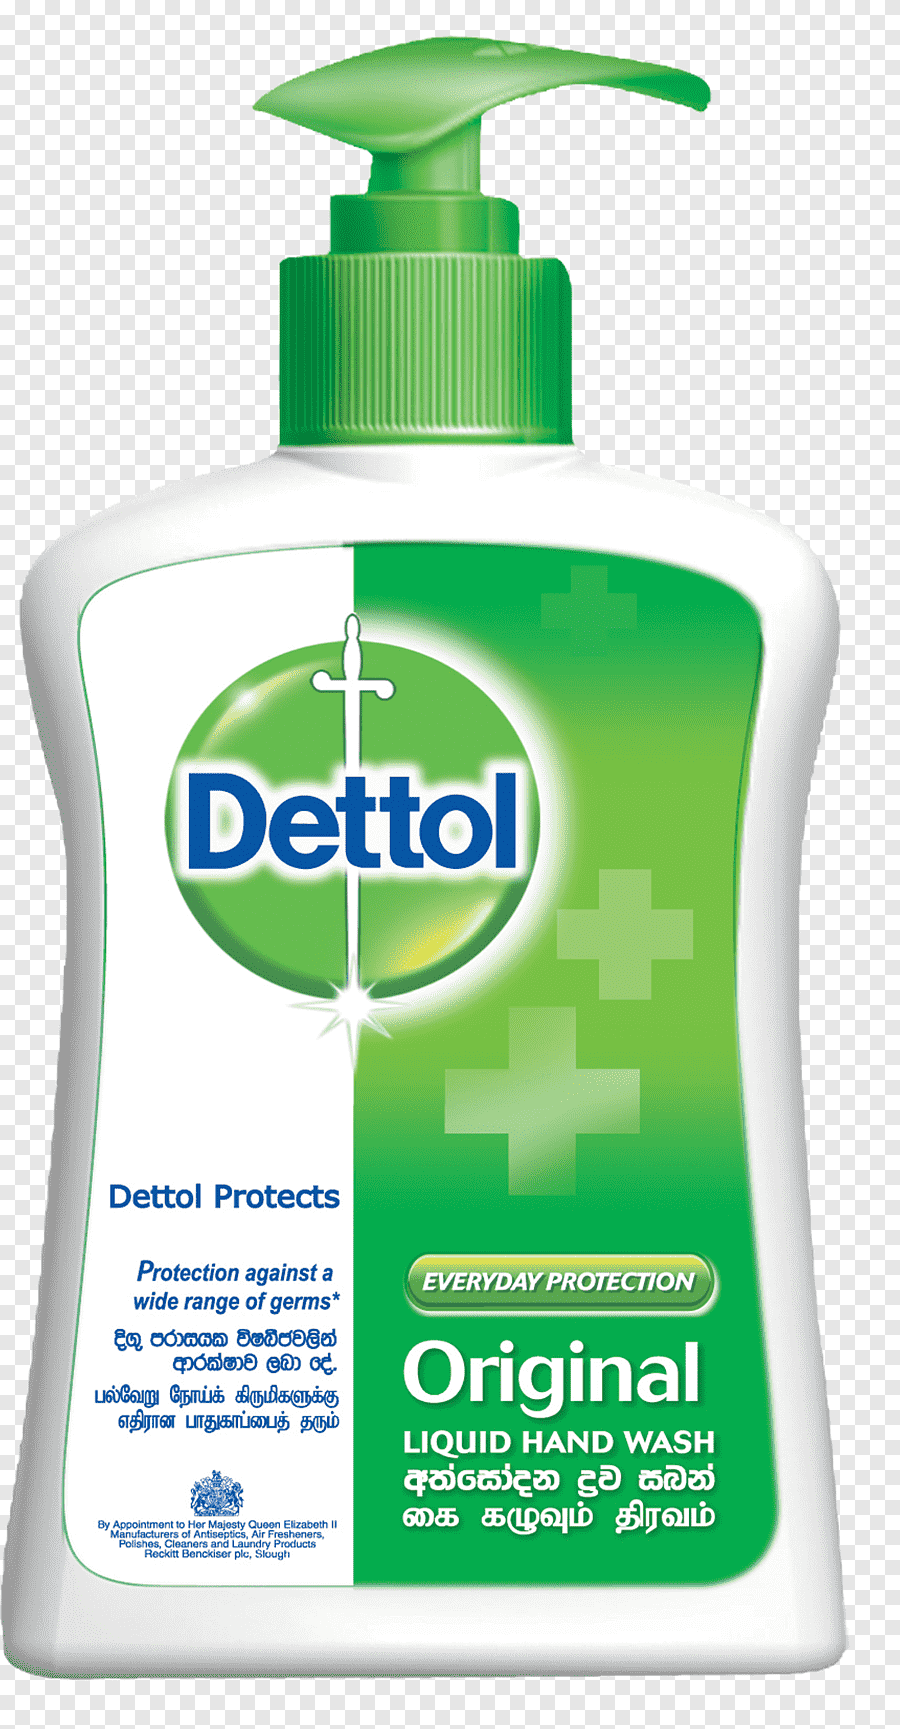 Dettol
Dettol Protects
Protection against a
wide range of germs*
දිගු පරාසයක විෂබීජවලින්
ආරක්ෂාව ලබා දේ.
பல்வேறு நோய்க் கிருமிகளுக்கு
எதிரான பாதுகாப்பைத் தரும்
By Appointment to Her Majesty Queen Elizabeth II
Manufacturers of Antiseptics, Air Fresheners,
Polishes, Cleaners and Laundry Products
Reckitt Benckiser plc, Slough
EVERYDAY PROTECTION
Original
LIQUID HAND WASH
අත්සෝදන ද්‍රව සබන්
கை கழுவும் திரவம்